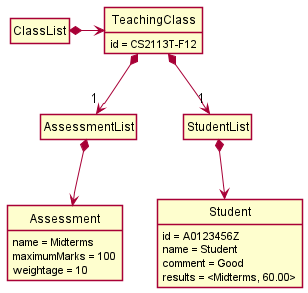 ClassList
TeachingClass
id = CS2113T-F12
1
1
AssessmentList
StudentList
Assessment
name = Midterms
maximumMarks = 100
weightage = 10
Student
id = A0123456Z
name = Student
comment = Good
results = <Midterms, 60.00>